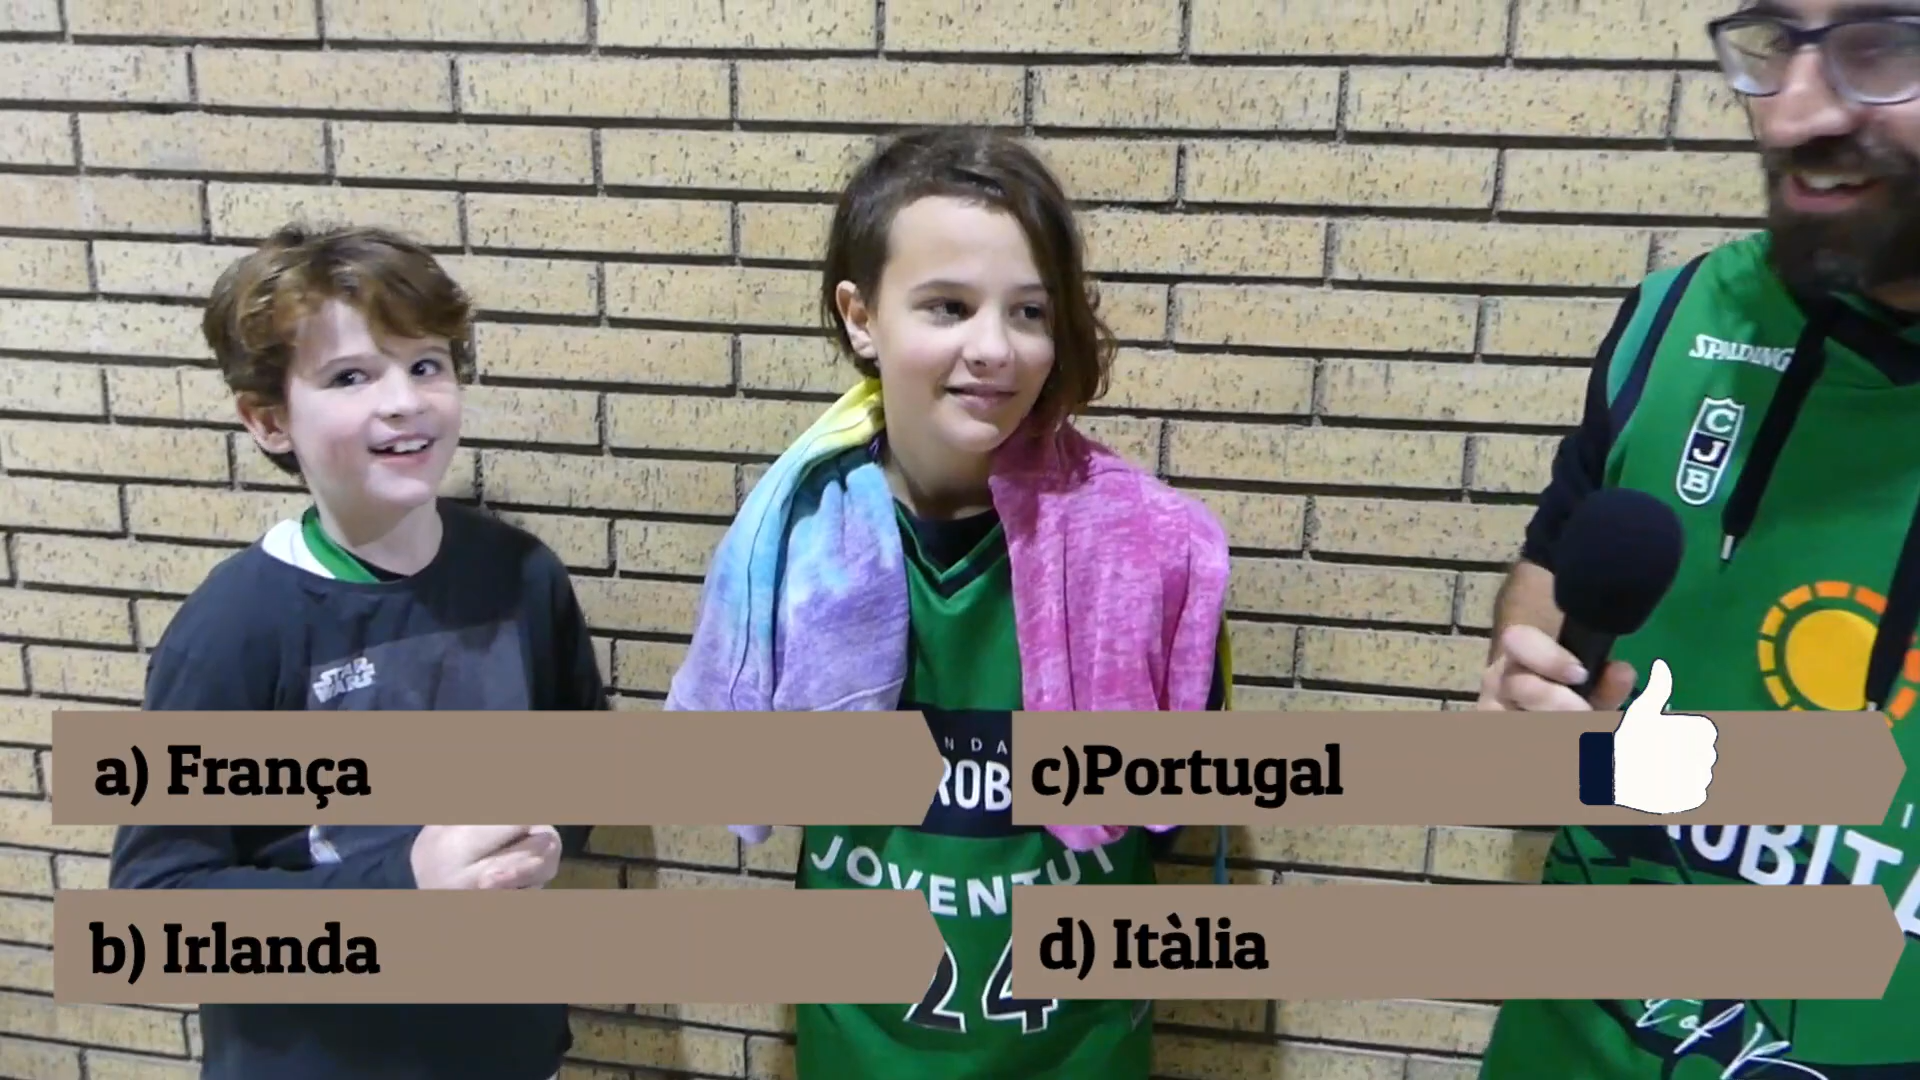 SPALDING
CJB
STAR
WARS
a) França
c)Portugal
JOVENTUT
b) Irlanda
d) Itàlia
24